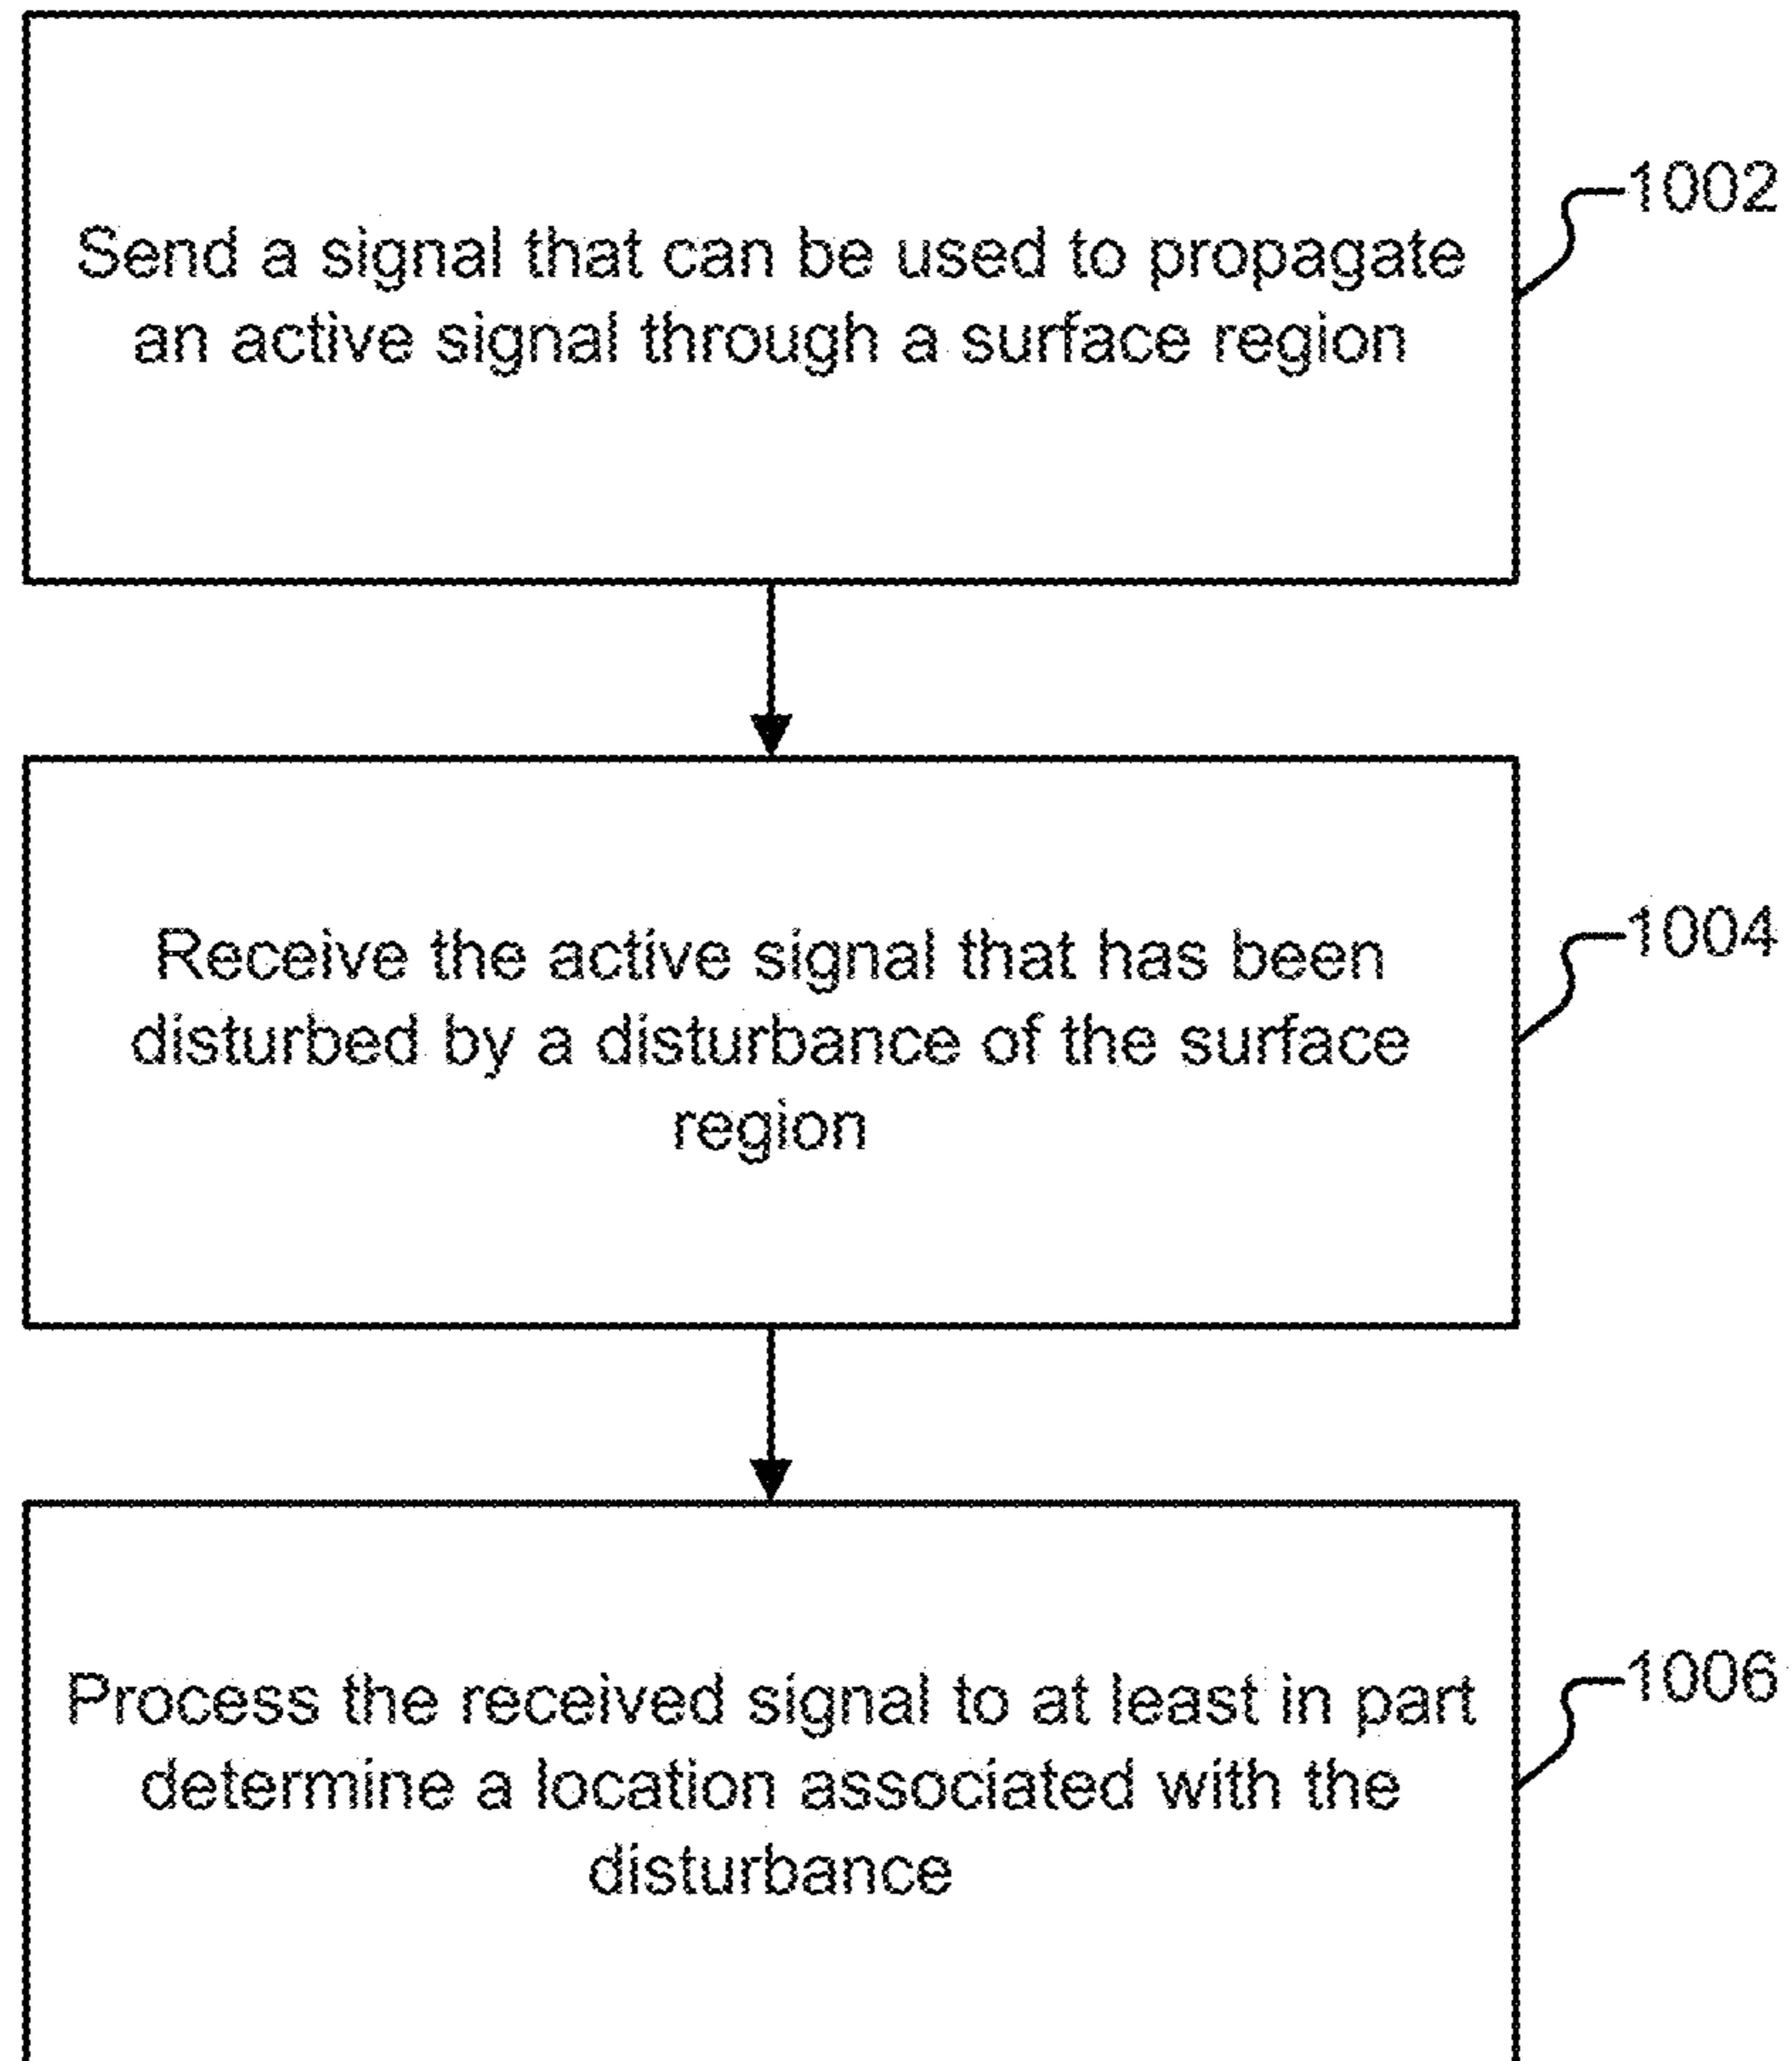 Send a signal that can be used to propagate
an active signal through a surface region
1002
Receive the active signal that has been
disturbed by a disturbance of the surface
region
1004
Process the received signal to at least in part
determine a location associated with the
disturbance
1006